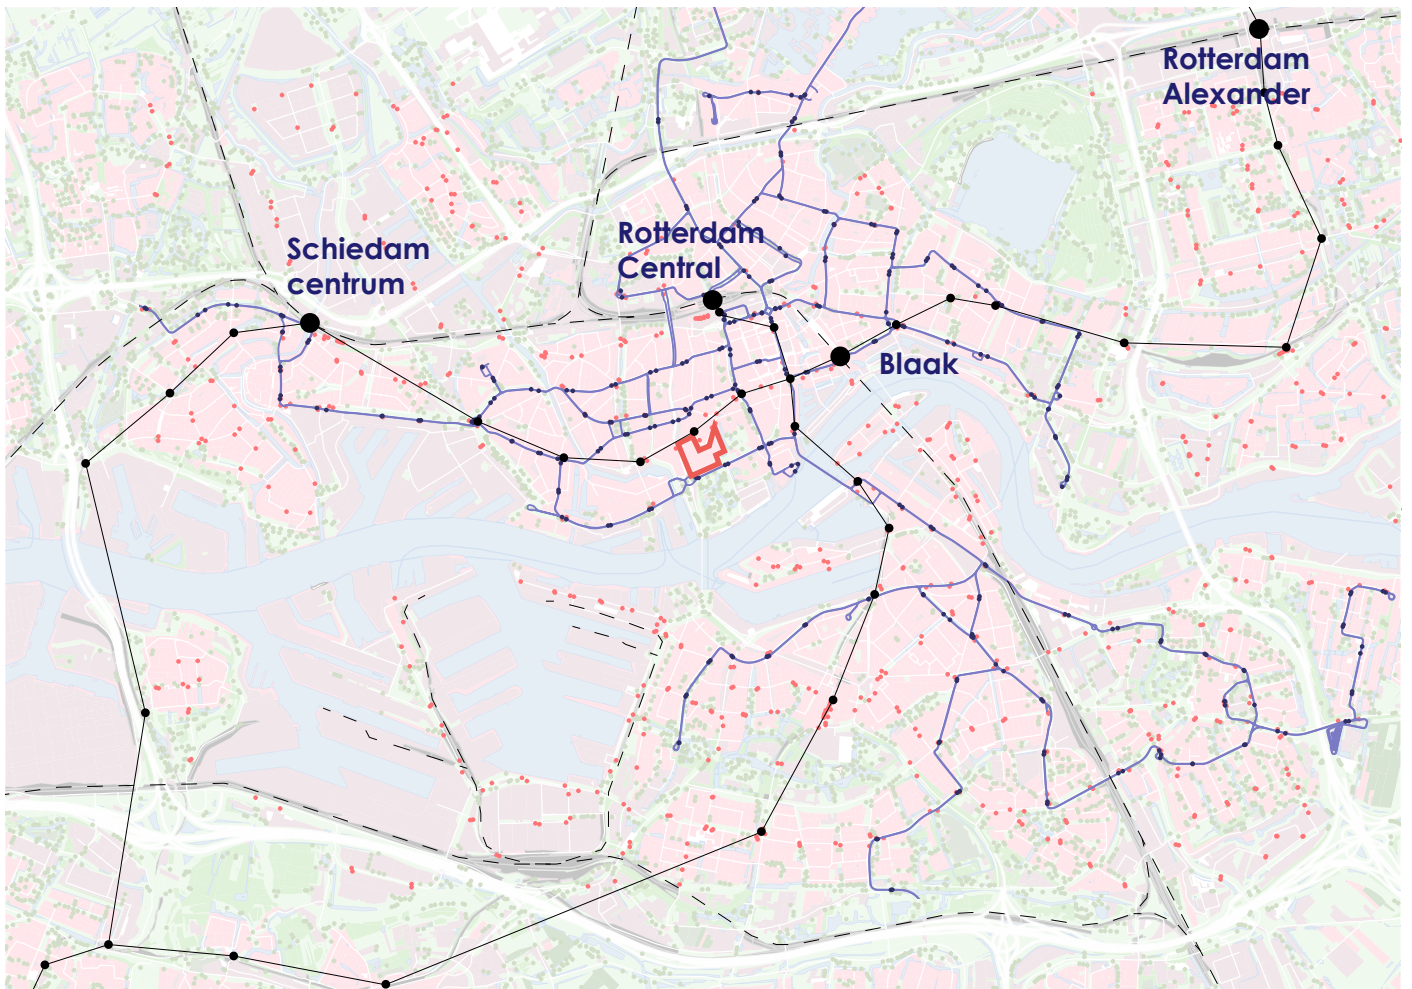 Rotterdam
Alexander
Rotterdam
Central
Schiedam
centrum
Blaak